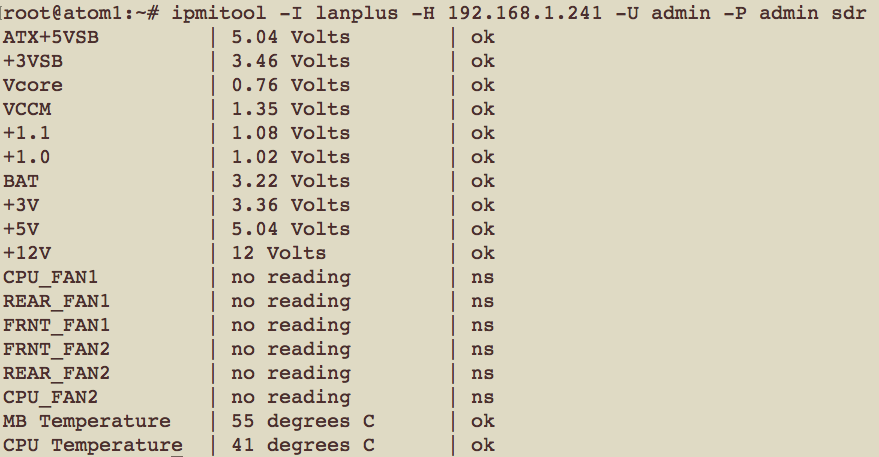 root@atom1:~# ipmitool -I lanplus -H 192.168.1.241 -U admin -P admin sdr
ATX+5VSB | 5.04 Volts | ok
+3VSB | 3.46 Volts | ok
Vcore | 0.76 Volts | ok
VCCM | 1.35 Volts | ok
+1.1 | 1.08 Volts | ok
+1.0 | 1.02 Volts | ok
BAT | 3.22 Volts | ok
+3V | 3.36 Volts | ok
+5V | 5.04 Volts | ok
+12V | 12 Volts | ok
CPU_FAN1 | no reading | ns
REAR_FAN1 | no reading | ns
FRNT_FAN1 | no reading | ns
FRNT_FAN2 | no reading | ns
REAR_FAN2 | no reading | ns
CPU_FAN2 | no reading | ns
MB Temperature | 55 degrees C | ok
CPU Temperature | 41 degrees C | ok